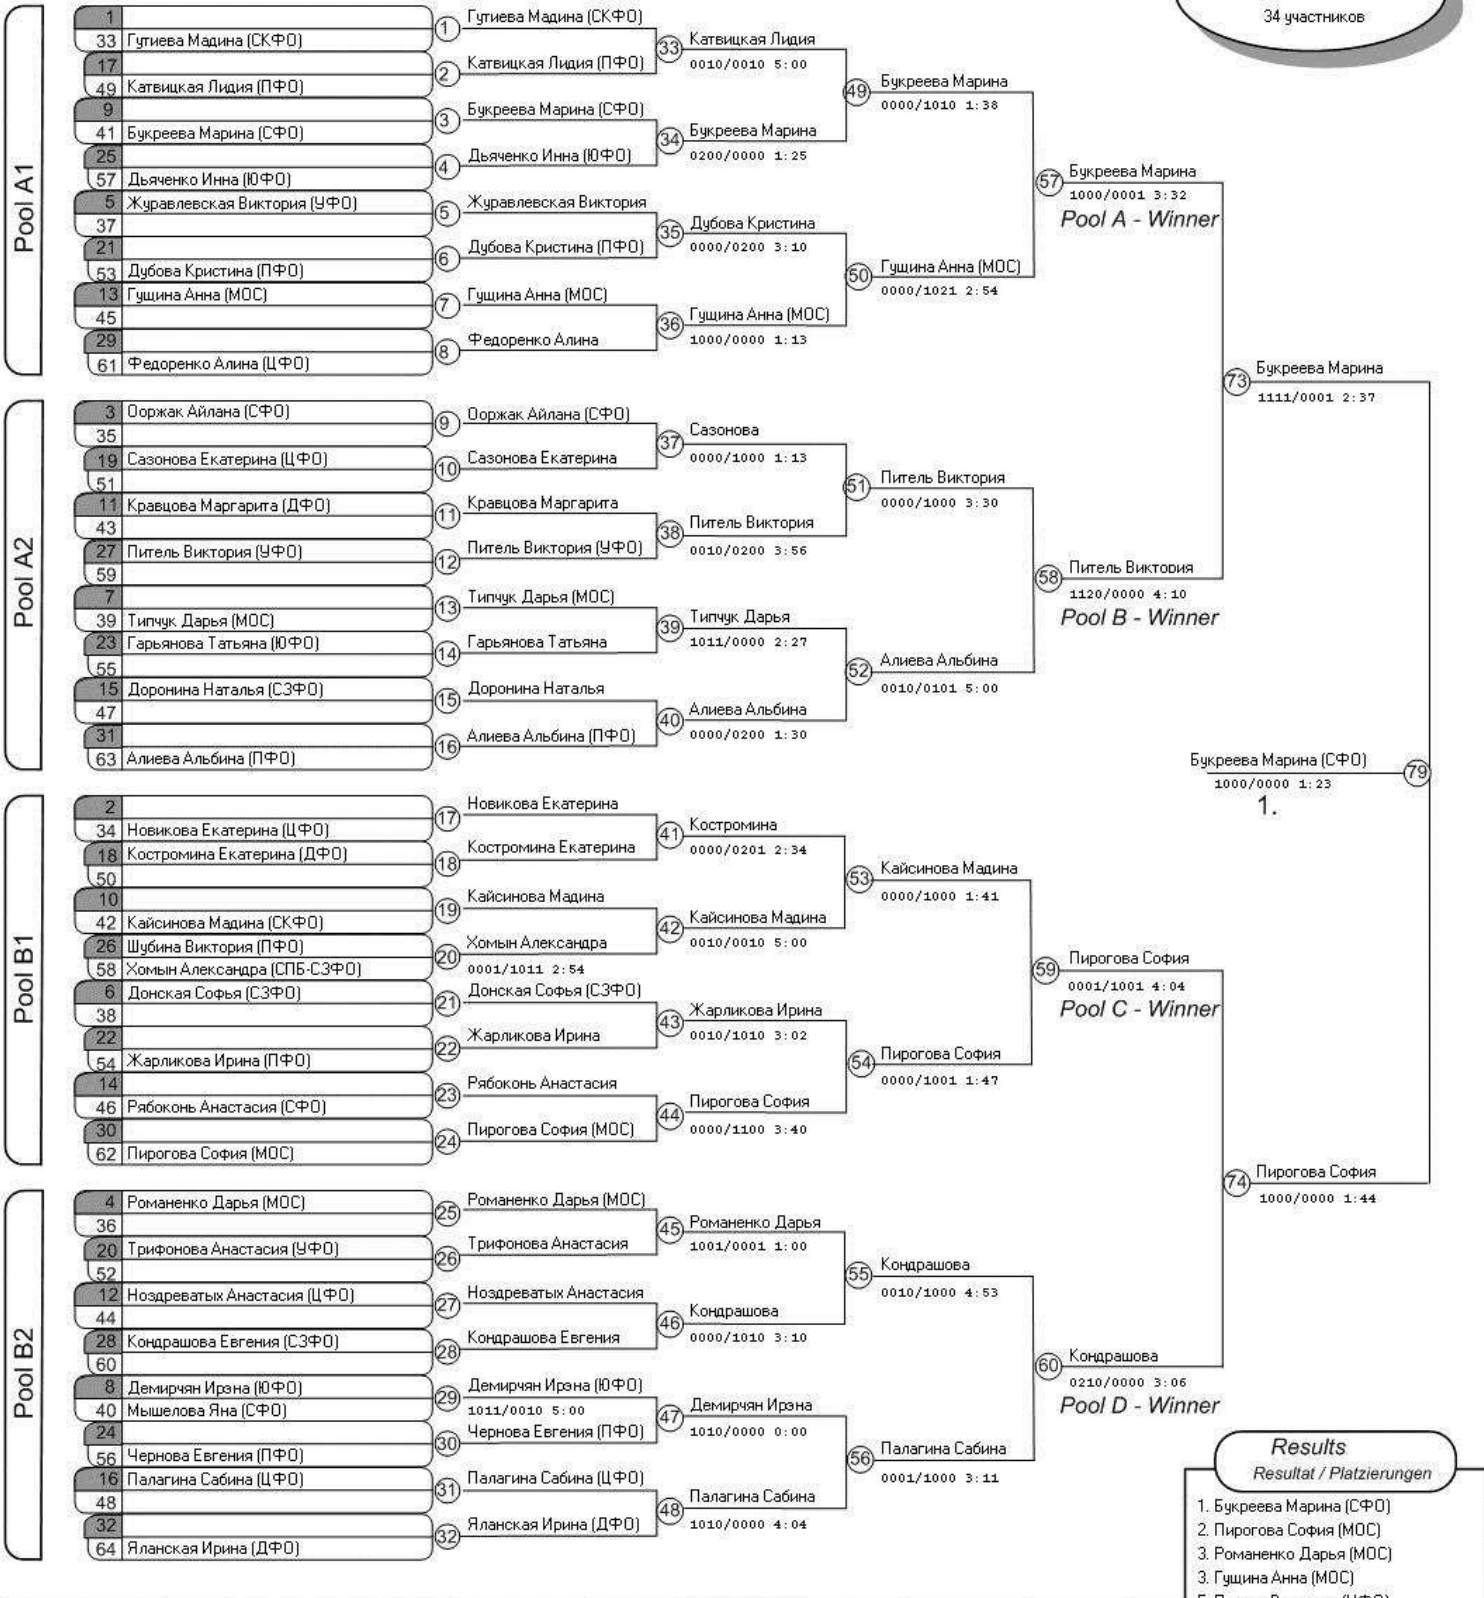 34 участников
Pool A1
1
33 Гутиева Мадина (СКФО)
17
49 Катвицкая Лидия (ПФО)
9
41 Букреева Марина (СФО)
25
57 Дьяченко Инна (ЮФО)
5 Журавлевская Виктория (УФО)
37
21
53 Дубова Кристина (ПФО)
13 Гущина Анна (МОС)
45
29
61 Федоренко Алина (ЦФО)
1 Гутиева Мадина (СКФО)
2 Катвицкая Лидия (ПФО)
3 Букреева Марина (СФО)
4 Дьяченко Инна (ЮФО)
5 Журавлевская Виктория
6 Дубова Кристина (ПФО)
7 Гущина Анна (МОС)
8 Федоренко Алина
33 Катвицкая Лидия
0010/0010 5:00
34 Букреева Марина
0200/0000 1:25
35 Дубова Кристина
0000/0200 3:10
36 Гущина Анна (МОС)
1000/0000 1:13
49 Букреева Марина
0000/1010 1:38
50 Гущина Анна (МОС)
0000/1021 2:54
57 Букреева Марина
1000/0001 3:32
Pool A - Winner
Pool A2
3 Ооржак Айлана (СФО)
35
19 Сазонова Екатерина (ЦФО)
51
11 Кравцова Маргарита (ДФО)
43
27 Питель Виктория (УФО)
59
7
39 Типчук Дарья (МОС)
23 Гарьянова Татьяна (ЮФО)
55
15 Доронина Наталья (СЗФО)
47
31
63 Алиева Альбина (ПФО)
9 Ооржак Айлана (СФО)
10 Сазонова Екатерина
11 Кравцова Маргарита
12 Питель Виктория (УФО)
13 Типчук Дарья (МОС)
14 Гарьянова Татьяна
15 Доронина Наталья
16 Алиева Альбина (ПФО)
37 Сазонова
0000/1000 1:13
38 Питель Виктория
0010/0200 3:56
39 Типчук Дарья
1011/0000 2:27
40 Алиева Альбина
0000/0200 1:30
51 Питель Виктория
0000/1000 3:30
52 Алиева Альбина
0010/0101 5:00
58 Питель Виктория
1120/0000 4:10
Pool B - Winner
73 Букреева Марина
1111/0001 2:37
Букреева Марина (СФО) 79
1000/0000 1:23
1.
Pool B1
2
34 Новикова Екатерина (ЦФО)
18 Костромина Екатерина (ДФО)
50
10
42 Кайсинова Мадина (СКФО)
26 Шубина Виктория (ПФО)
58 Хомын Александра (СПБ-СЗФО)
6 Донская Софья (СЗФО)
38
22
54 Жарликова Ирина (ПФО)
14
46 Рябоконь Анастасия (СФО)
30
62 Пирогова София (МОС)
17 Новикова Екатерина
18 Костромина Екатерина
19 Кайсинова Мадина
20 Хомын Александра
0001/1011 2:54
21 Донская Софья (СЗФО)
22 Жарликова Ирина
23 Рябоконь Анастасия
24 Пирогова София (МОС)
41 Костромина
0000/0201 2:34
42 Кайсинова Мадина
0010/0010 5:00
43 Жарликова Ирина
0010/1010 3:02
44 Пирогова София
0000/1100 3:40
53 Кайсинова Мадина
0000/1000 1:41
54 Пирогова София
0000/1001 1:47
59 Пирогова София
0001/1001 4:04
Pool C - Winner
Pool B2
4 Романенко Дарья (МОС)
36
20 Трифонова Анастасия (УФО)
52
12 Ноздреватых Анастасия (ЦФО)
44
28 Кондрашова Евгения (СЗФО)
60
8 Демирчян Ирэна (ЮФО)
40 Мышелова Яна (СФО)
24
56 Чернова Евгения (ПФО)
16 Палагина Сабина (ЦФО)
48
32
64 Яланская Ирина (ДФО)
25 Романенко Дарья (МОС)
26 Трифонова Анастасия
27 Ноздреватых Анастасия
28 Кондрашова Евгения
29 Демирчян Ирэна (ЮФО)
1011/0010 5:00
30 Чернова Евгения (ПФО)
31 Палагина Сабина (ЦФО)
32 Яланская Ирина (ДФО)
45 Романенко Дарья
1001/0001 1:00
46 Кондрашова
0000/1010 3:10
47 Демирчян Ирэна
1010/0000 0:00
48 Палагина Сабина
1010/0000 4:04
55 Кондрашова
0010/1000 4:53
56 Палагина Сабина
0001/1000 3:11
60 Кондрашова
0210/0000 3:06
Pool D - Winner
74 Пирогова София
1000/0000 1:44
Results
Resultat / Platzierungen
1. Букреева Марина (СФО)
2. Пирогова София (МОС)
3. Романенко Дарья (МОС)
3. Гущина Анна (МОС)